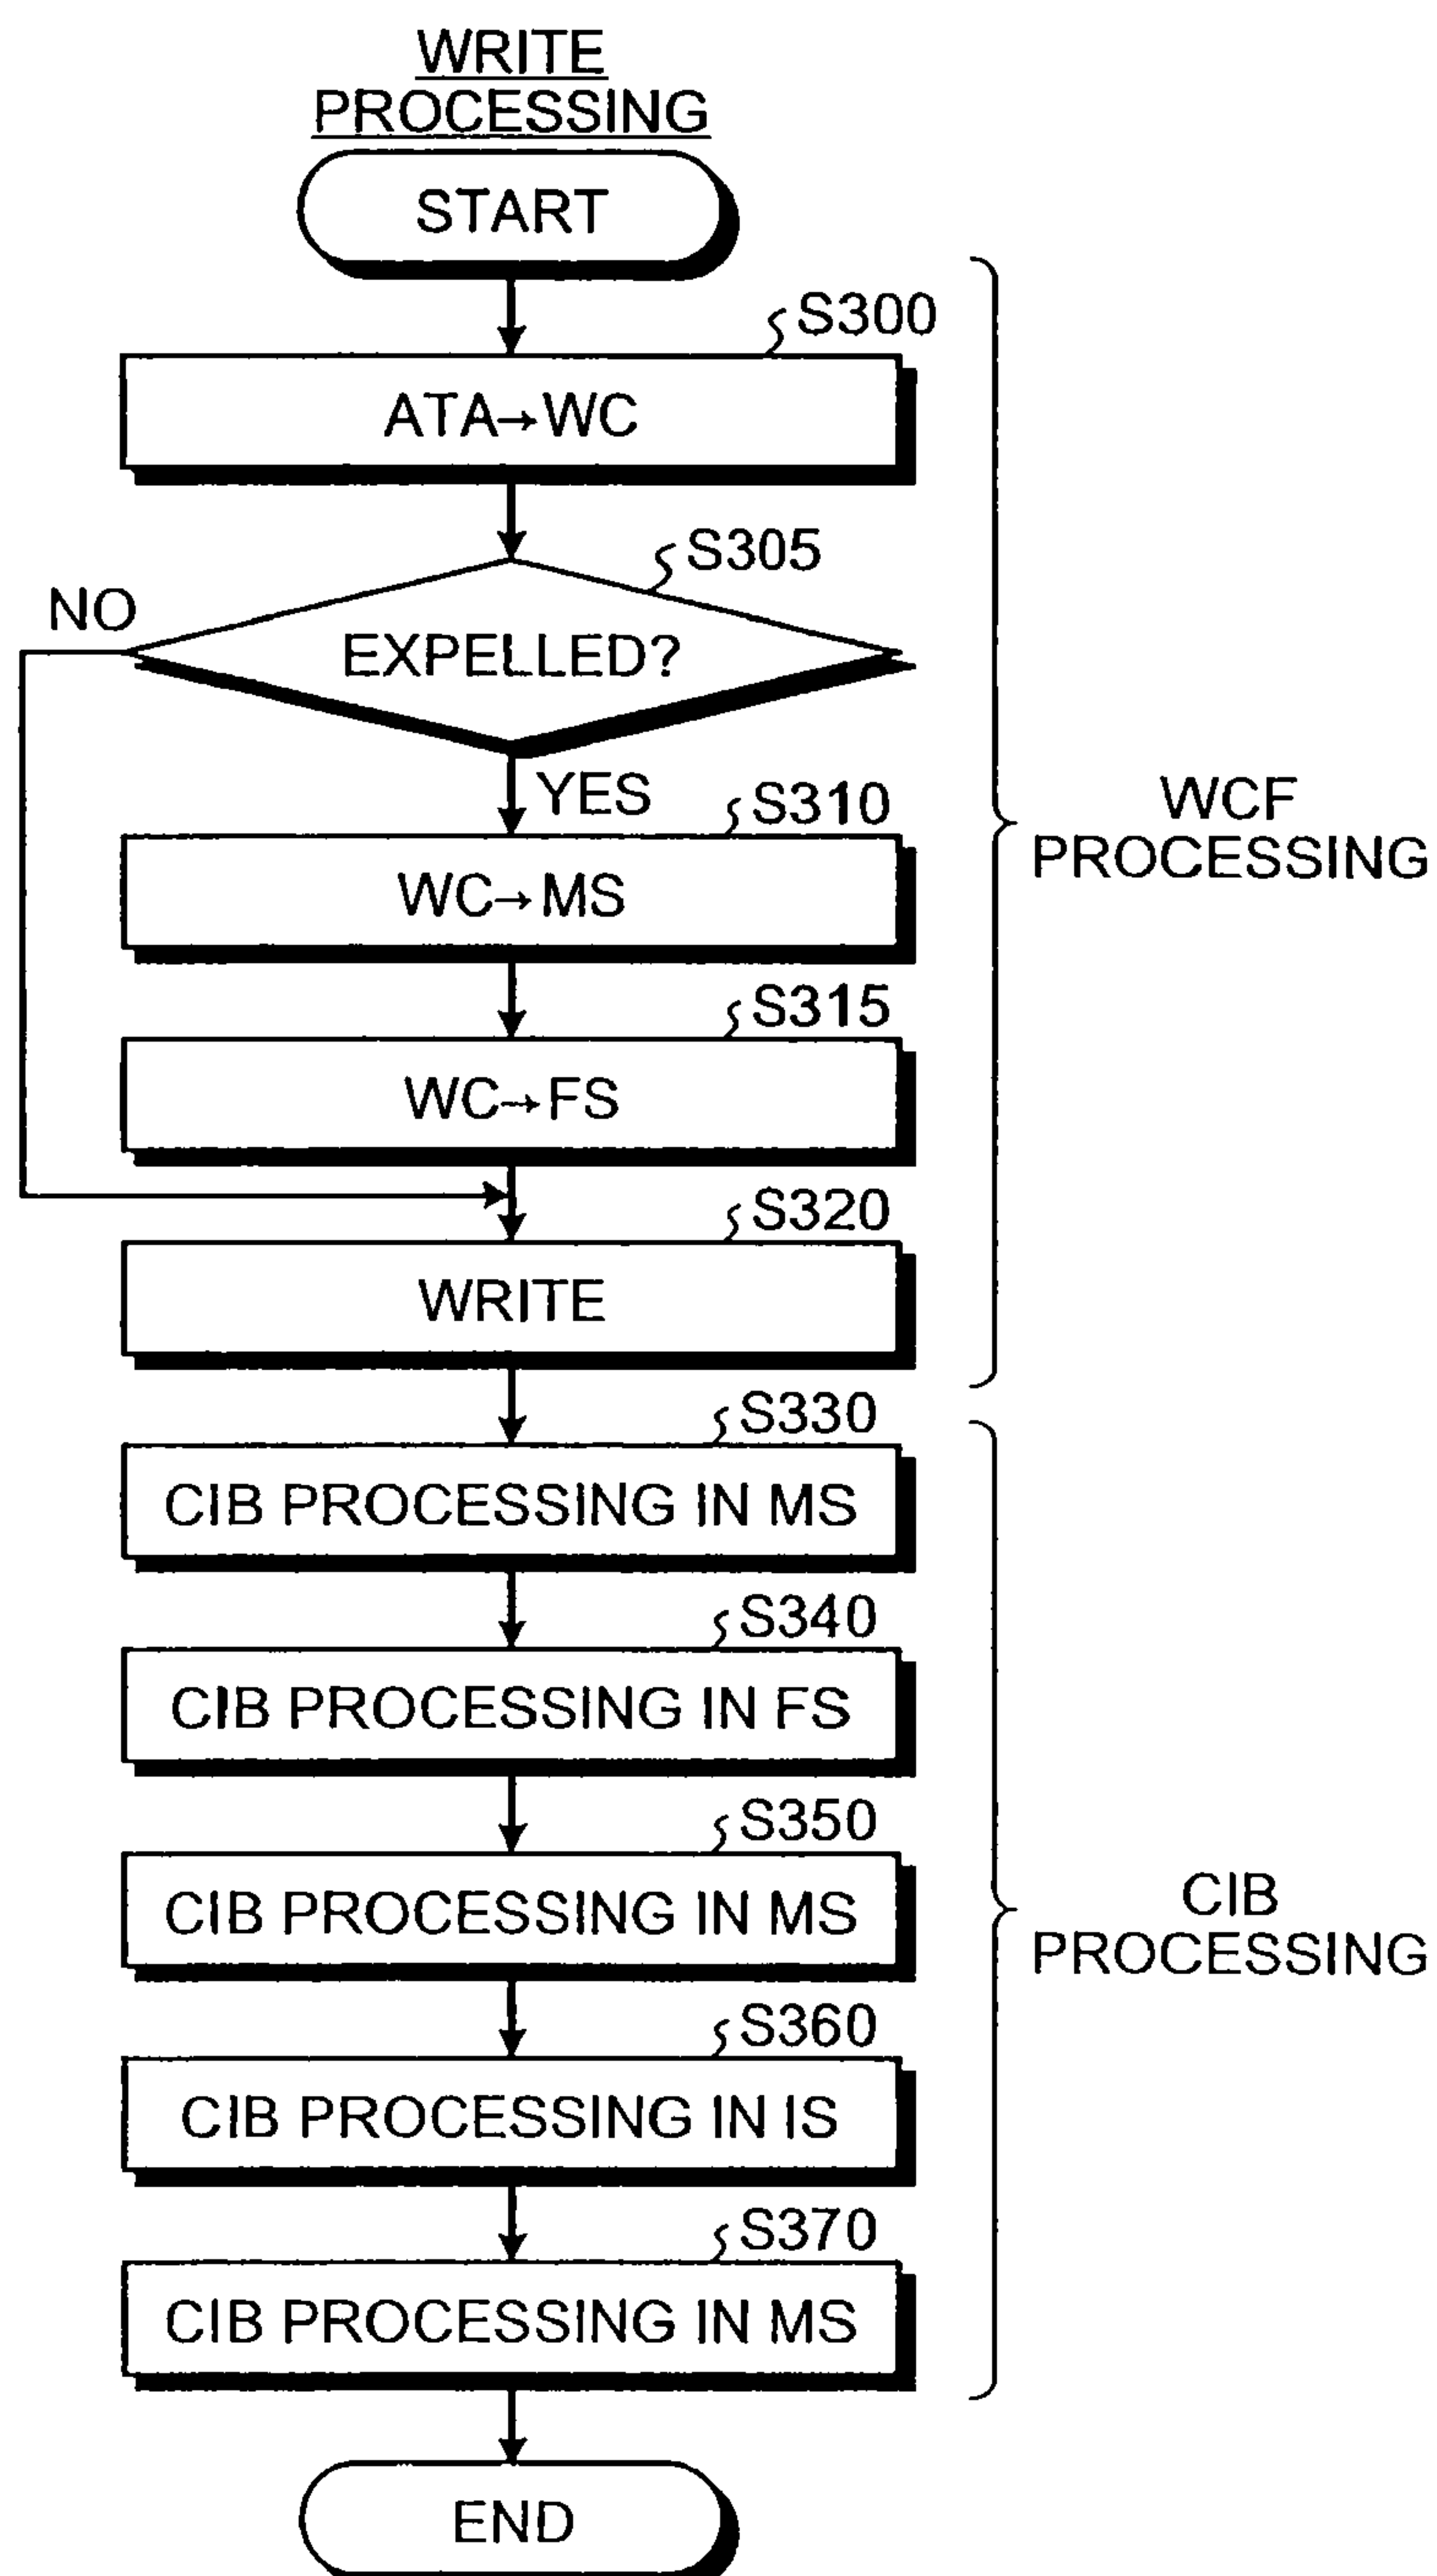 WRITE
PROCESSING
START
S300
ATA→WC
S305
NO
EXPELLED?
YES
S310
WC→MS
WCF
PROCESSING
S315
WC→FS
S320
WRITE
S330
CIB PROCESSING IN MS
S340
CIB PROCESSING IN FS
S350
CIB PROCESSING IN MS
CIB
PROCESSING
S360
CIB PROCESSING IN IS
S370
CIB PROCESSING IN MS
END